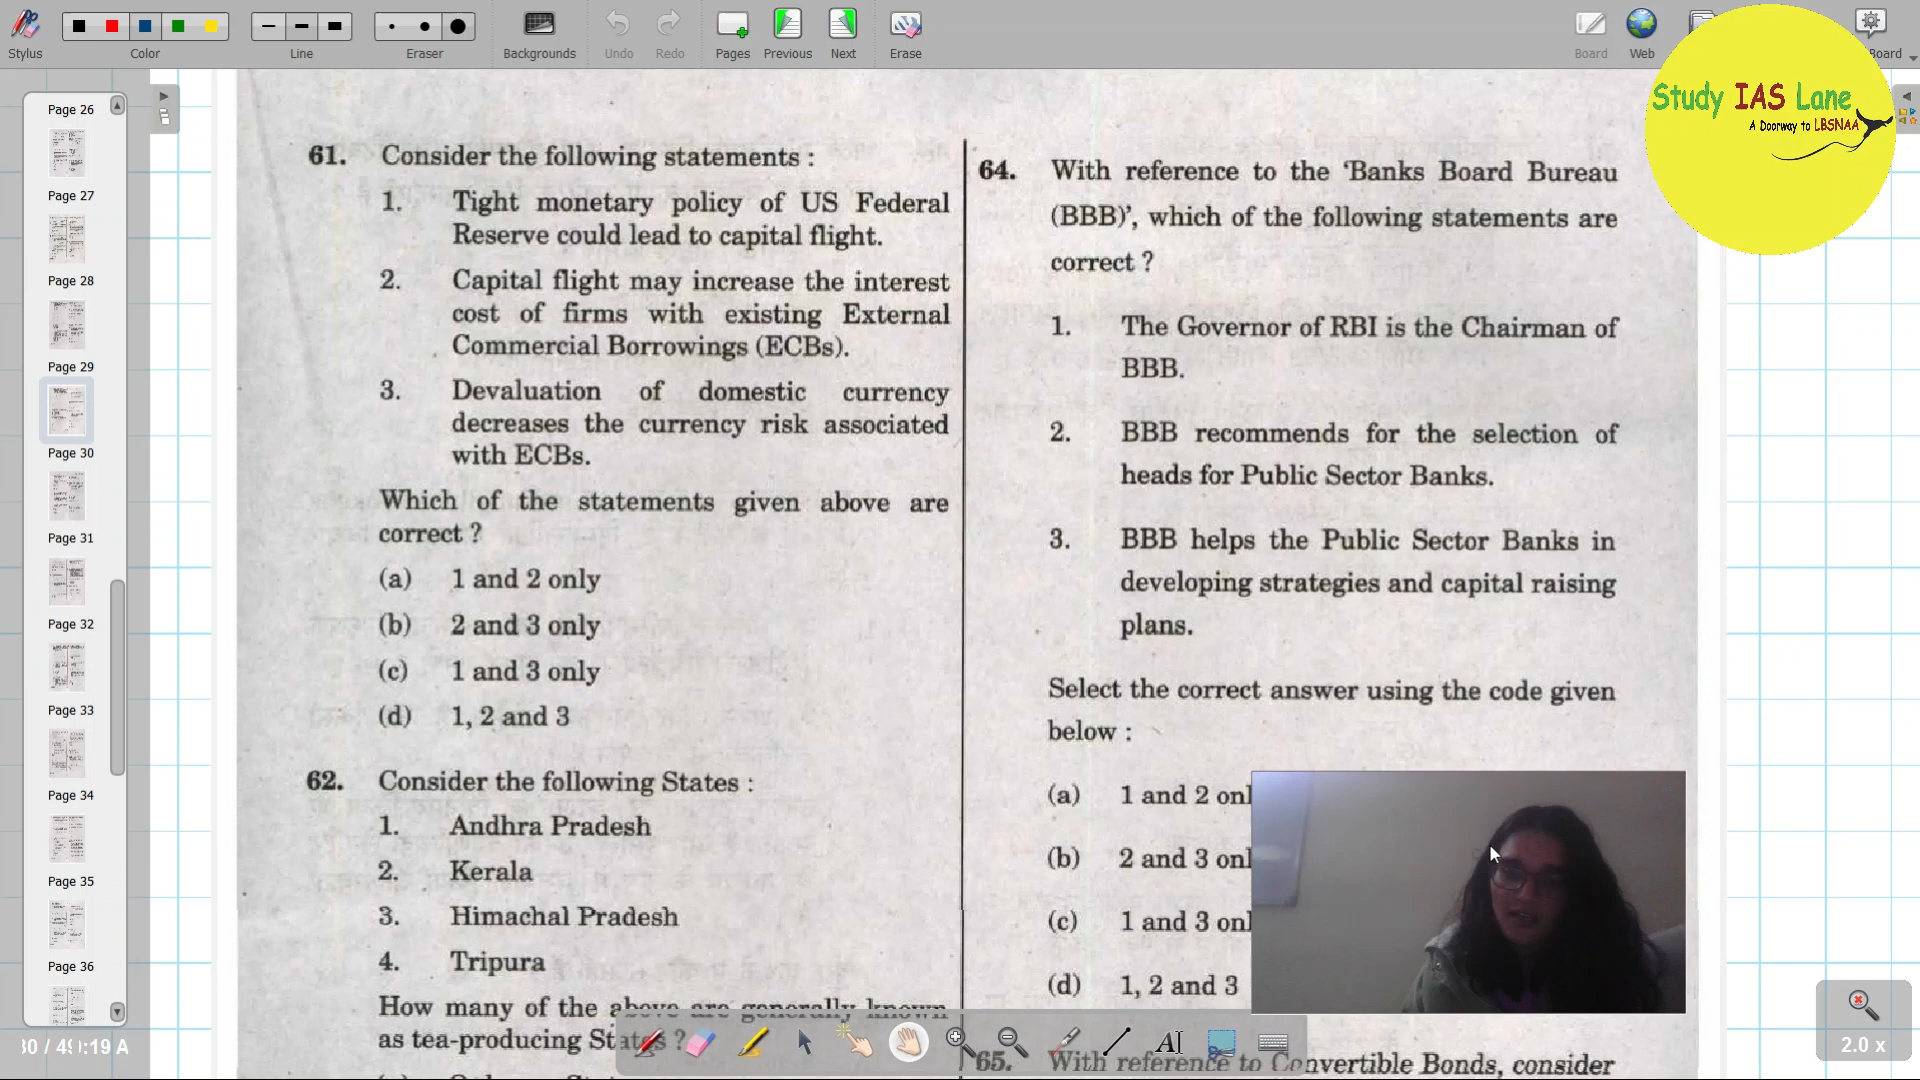 Stylus
Color
Line
Eraser
Backgrounds
Undo
Redo
Pages
Previous
Next
Erase
Board
Web
Board
Study IAS Lane
A Doorway to LBSNAA
Page 26
Page 27
Page 28
Page 29
Page 30
Page 31
Page 32
Page 33
Page 34
Page 35
Page 36
61. Consider the following statements :
1. Tight monetary policy of US Federal
Reserve could lead to capital flight.
2. Capital flight may increase the interest
cost of firms with existing External
Commercial Borrowings (ECBs).
3. Devaluation of domestic currency
decreases the currency risk associated
with ECBs.
Which of the statements given above are
correct ?
(a) 1 and 2 only
(b) 2 and 3 only
(c) 1 and 3 only
(d) 1, 2 and 3
62. Consider the following States :
1. Andhra Pradesh
2. Kerala
3. Himachal Pradesh
4. Tripura
How many of the above are generally known
as tea-producing States ?
64. With reference to the ‘Banks Board Bureau
(BBB)’, which of the following statements are
correct ?
1. The Governor of RBI is the Chairman of
BBB.
2. BBB recommends for the selection of
heads for Public Sector Banks.
3. BBB helps the Public Sector Banks in
developing strategies and capital raising
plans.
Select the correct answer using the code given
below :
(a) 1 and 2 onl
(b) 2 and 3 onl
(c) 1 and 3 onl
(d) 1, 2 and 3
65. With reference to Convertible Bonds, consider
2.0 x